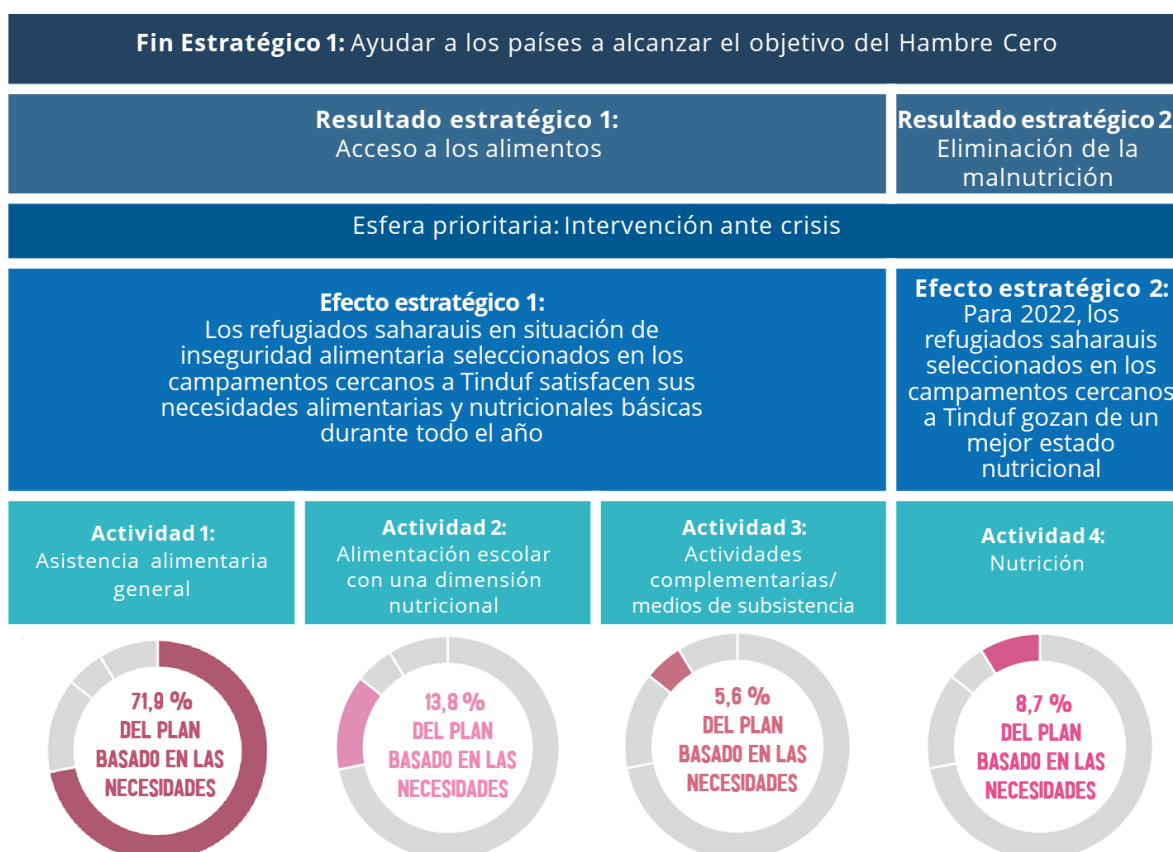 Fin Estratégico 1: Ayudar a los países a alcanzar el objetivo del Hambre Cero
Resultado estratégico 1:
Acceso a los alimentos
Resultado estratégico 2
Eliminación de la
malnutrición
Esfera prioritaria: Intervención ante crisis
Efecto estratégico 1:
Los refugiados saharauis en situación de
inseguridad alimentaria seleccionados en los
campamentos cercanos a Tinduf satisfacen sus
necesidades alimentarias y nutricionales básicas
durante todo el año
Efecto estratégico 2:
Para 2022, los
refugiados saharauis
seleccionados en los
campamentos cercanos
a Tinduf gozan de un
mejor estado
nutricional
Actividad 1:
Asistencia alimentaria
general
Actividad 2:
Alimentación escolar
con una dimensión
nutricional
Actividad 3:
Actividades
complementarias/
medios de subsistencia
Actividad 4:
Nutrición
71,9 %
DEL PLAN
BASADO EN LAS
NECESIDADES
13,8 %
DEL PLAN
BASADO EN LAS
NECESIDADES
5,6 %
DEL PLAN
BASADO EN LAS
NECESIDADES
8,7 %
DEL PLAN
BASADO EN LAS
NECESIDADES